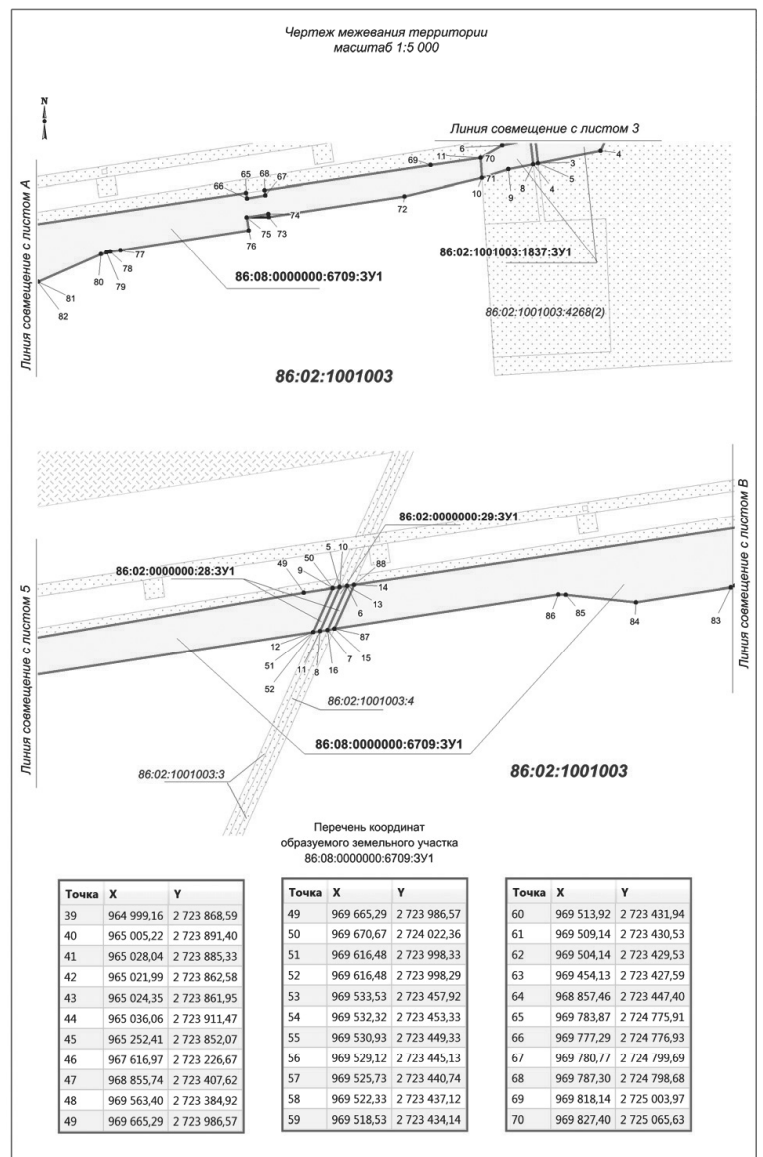 Чертеж межевания территории
масштаб 1:5 000
N
Линия совмещение с листом 3
Линия совмещение с листом А
65
68
66
67
69
6
11
70
4
3
5
4
8
9
71
10
72
74
73
75
76
77
78
79
80
81
82
86:02:1001003:1837:ЗУ1
86:08:0000000:6709:ЗУ1
86:02:1001003:4268(2)
86:02:1001003
Линия совмещение с листом 5
Линия совмещение с листом В
86:02:0000000:29:ЗУ1
86:02:0000000:28:ЗУ1
49
50
9
5
10
88
14
13
6
87
15
7
16
8
11
12
51
52
86
85
84
83
86:02:1001003:4
86:08:0000000:6709:ЗУ1
86:02:1001003:3
86:02:1001003
Перечень координат
образуемого земельного участка
86:08:0000000:6709:ЗУ1
Точка X Y
39 964 999,16 2 723 868,59
40 965 005,22 2 723 891,40
41 965 028,04 2 723 885,33
42 965 021,99 2 723 862,58
43 965 024,35 2 723 861,95
44 965 036,06 2 723 911,47
45 965 252,41 2 723 852,07
46 967 616,97 2 723 226,67
47 968 855,74 2 723 407,62
48 969 563,40 2 723 384,92
49 969 665,29 2 723 986,57
Точка X Y
49 969 665,29 2 723 986,57
50 969 670,67 2 724 022,36
51 969 616,48 2 723 998,33
52 969 616,48 2 723 998,29
53 969 533,53 2 723 457,92
54 969 532,32 2 723 453,33
55 969 530,93 2 723 449,33
56 969 529,12 2 723 445,13
57 969 525,73 2 723 440,74
58 969 522,33 2 723 437,12
59 969 518,53 2 723 434,14
Точка X Y
60 969 513,92 2 723 431,94
61 969 509,14 2 723 430,53
62 969 504,14 2 723 429,53
63 969 454,13 2 723 427,59
64 968 857,46 2 723 447,40
65 969 783,87 2 724 775,91
66 969 777,29 2 724 776,93
67 969 780,77 2 724 799,69
68 969 787,30 2 724 798,68
69 969 818,14 2 725 003,97
70 969 827,40 2 725 065,63